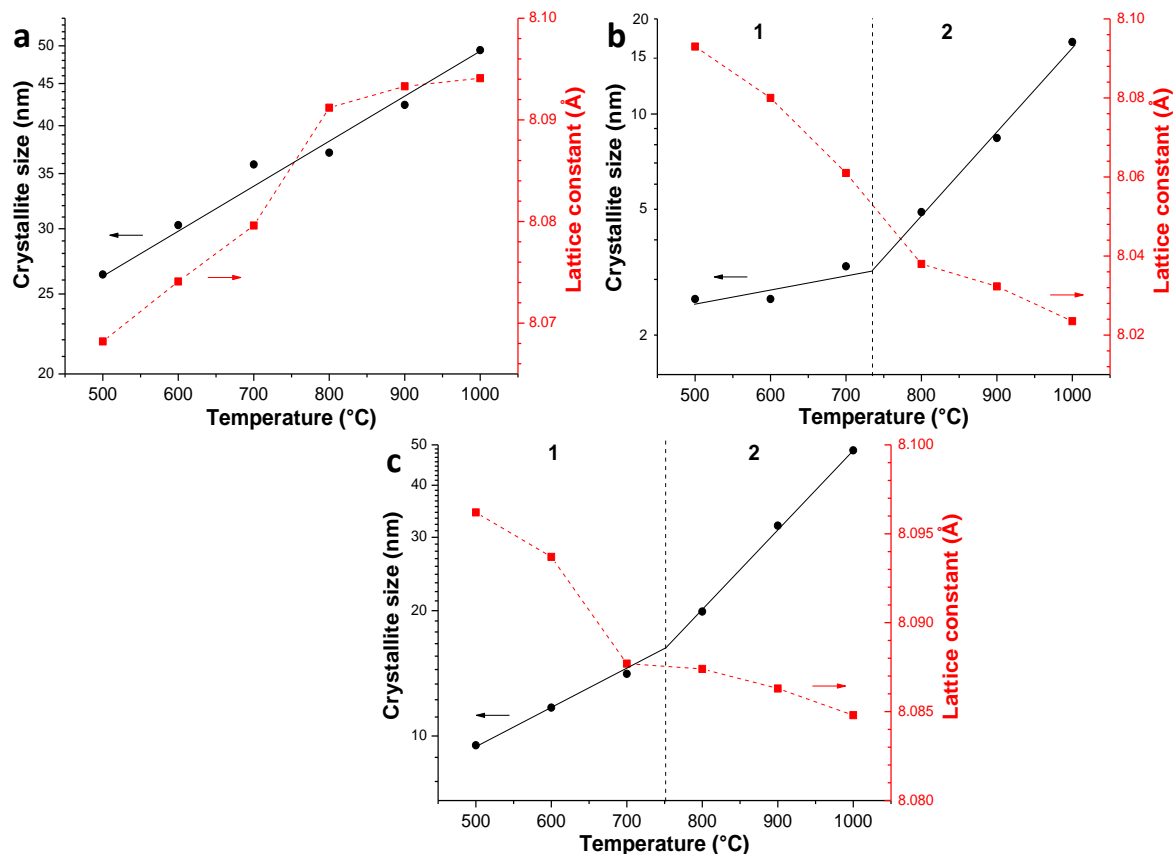 a
Crystallite size (nm)
50
45
40
35
30
25
20
500 600 700 800 900 1000
Temperature (°C)
8.10
8.09
8.08
8.07
Lattice constant (Å)
b
1 2
Crystallite size (nm)
20
15
10
5
2
500 600 700 800 900 1000
Temperature (°C)
8.10
8.08
8.06
8.04
8.02
Lattice constant (Å)
c
1 2
Crystallite size (nm)
50
40
30
20
10
500 600 700 800 900 1000
Temperature (°C)
8.100
8.095
8.090
8.085
8.080
Lattice constant (Å)